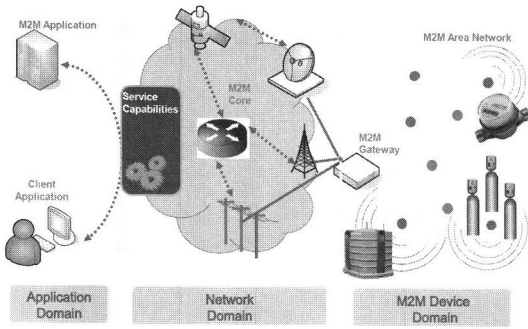 M2M Application
M2M Area Network
Service
Capabilities
M2M
Core
M2M
Gateway
Client
Application
Application
Domain
Network
Domain
M2M Device
Domain